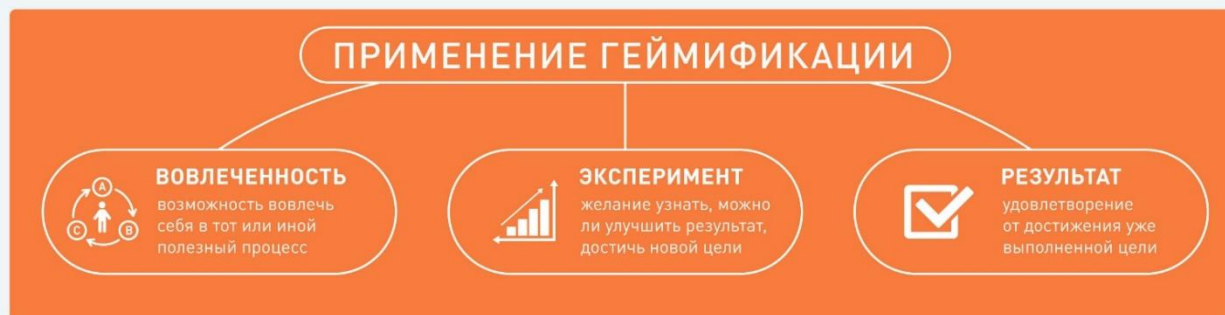 ПРИМЕНЕНИЕ ГЕЙМИФИКАЦИИ
ВОВЛЕЧЕННОСТЬ
возможность вовлечь
себя в тот или иной
полезный процесс
A
B
C
ЭКСПЕРИМЕНТ
желание узнать, можно
ли улучшить результат,
достичь новой цели
РЕЗУЛЬТАТ
удовлетворение
от достижения уже
выполненной цели